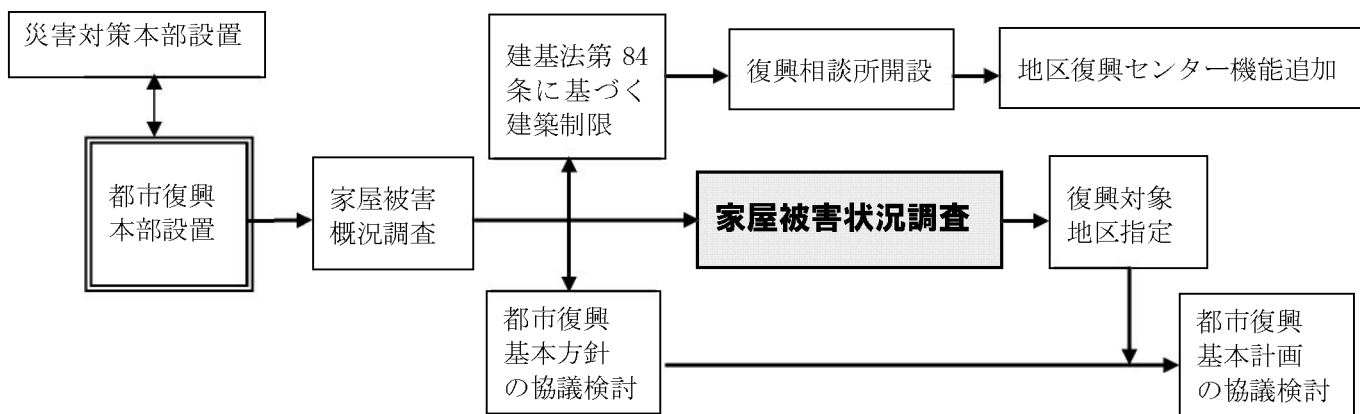 災害対策本部設置
都市復興
本部設置
家屋被害
概況調査
建基法第 84
条に基づく
建築制限
復興相談所開設
地区復興センター機能追加
家屋被害状況調査
復興対象
地区指定
都市復興
基本方針
の協議検討
都市復興
基本計画
の協議検討